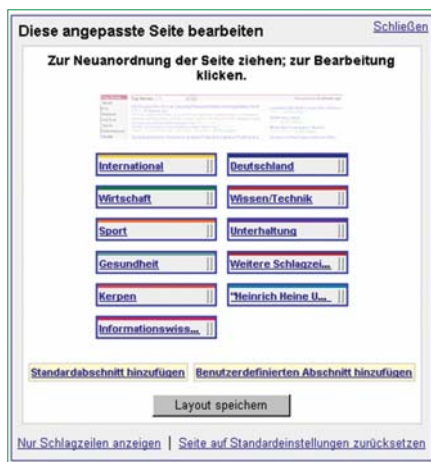 Diese angepasste Seite bearbeiten
Schließen
Zur Neuanordnung der Seite ziehen; zur Bearbeitung
klicken.
International
Deutschland
Wirtschaft
Wissen/Technik
Sport
Unterhaltung
Gesundheit
Weitere Schlagzei...
Kerpen
"Heinrich Heine U...
Informationswiss...
Standardabschnitt hinzufügen
Benutzerdefinierten Abschnitt hinzufügen
Layout speichern
Nur Schlagzeilen anzeigen | Seite auf Standardeinstellungen zurücksetzen